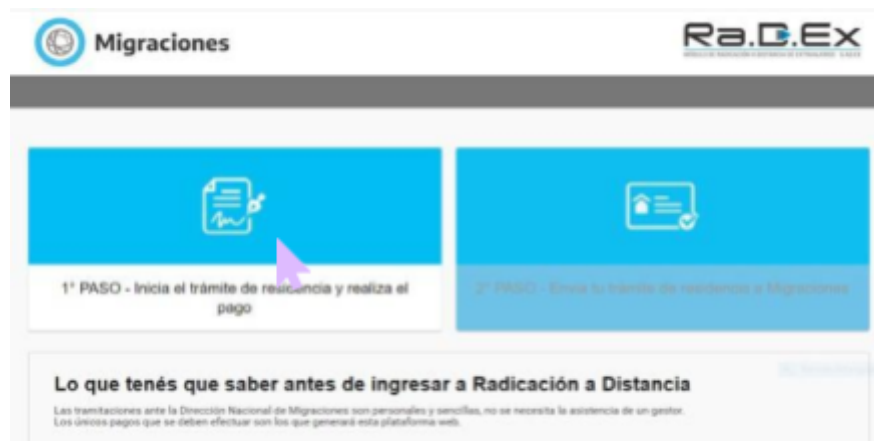 Migraciones
Ra.D.Ex
1° PASO - Inicia el trámite de residencia y realiza el
pago
2° PASO - Envía tu trámite de residencia a Migraciones
Lo que tenés que saber antes de ingresar a Radicación a Distancia
Las tramitaciones ante la Dirección Nacional de Migraciones son personales y sencillas, no se necesita la asistencia de un gestor.
Los únicos pagos que se deben efectuar son los que generará esta plataforma web.